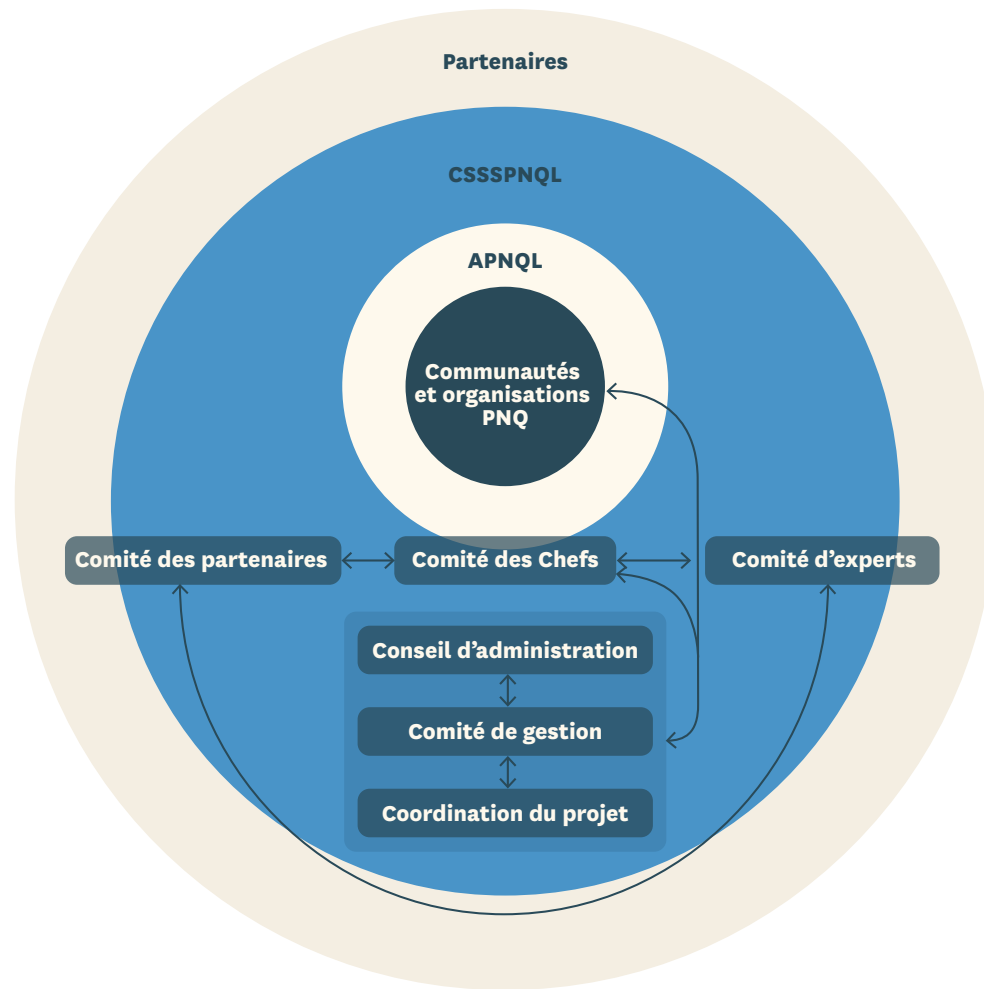 Partenaires
CSSSPNQL
APNQL
Communautés
et organisations
PNQ
Comité des partenaires
Comité des Chefs
Comité d’experts
Conseil d’administration
Comité de gestion
Coordination du projet